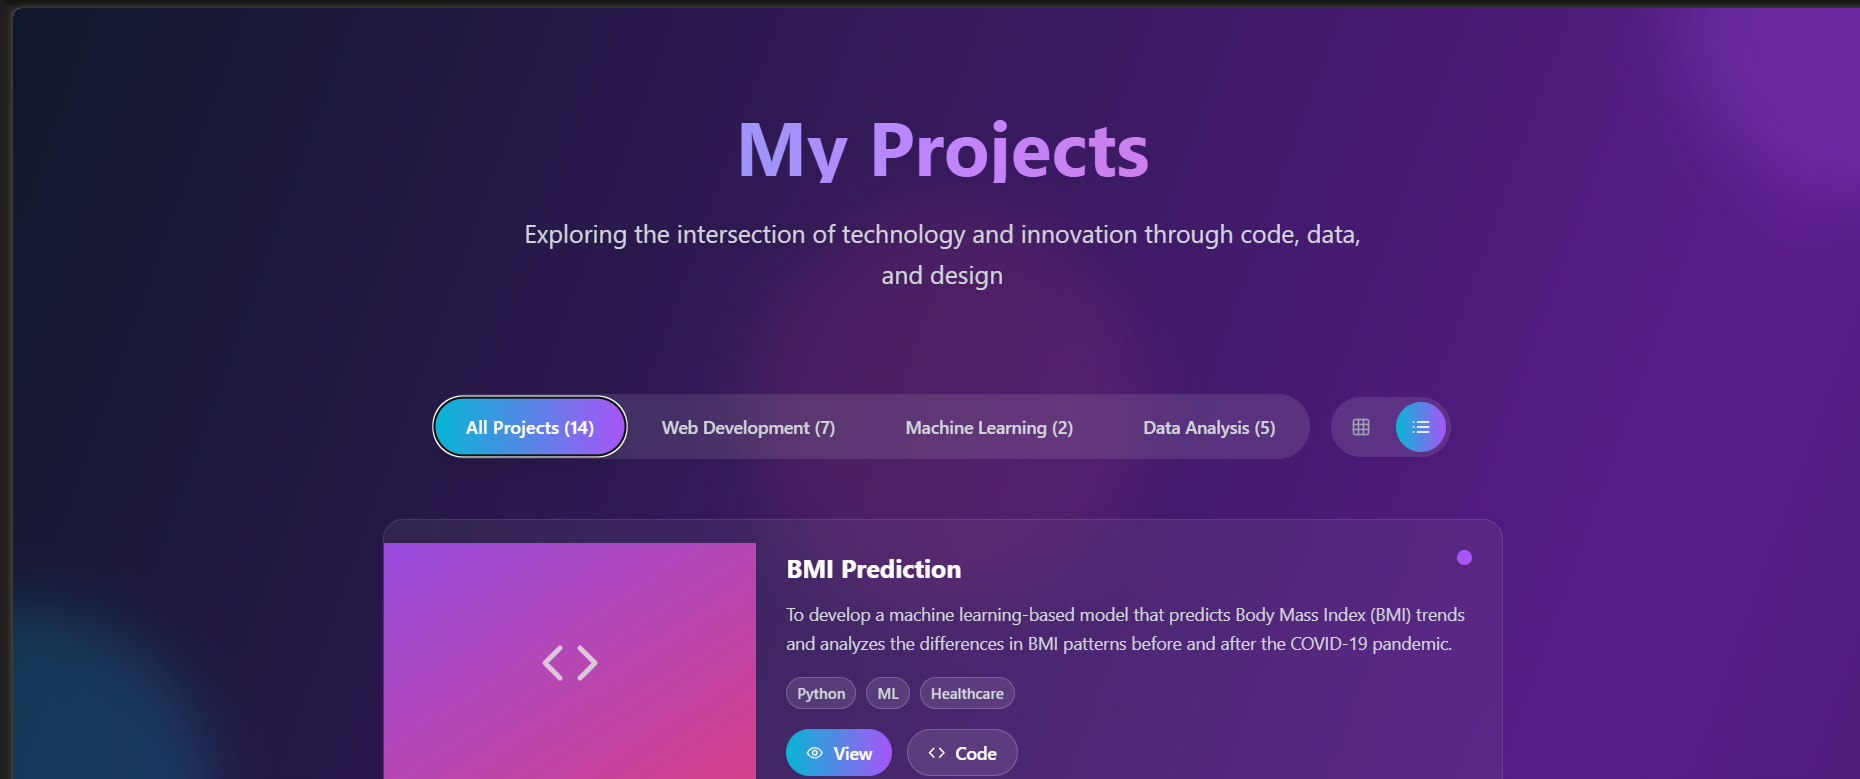 My Projects
Exploring the intersection of technology and innovation through code, data,
and design
All Projects (14) Web Development (7) Machine Learning (2) Data Analysis (5)
BMI Prediction
To develop a machine learning-based model that predicts Body Mass Index (BMI) trends
and analyzes the differences in BMI patterns before and after the COVID-19 pandemic.
Python ML Healthcare
View Code